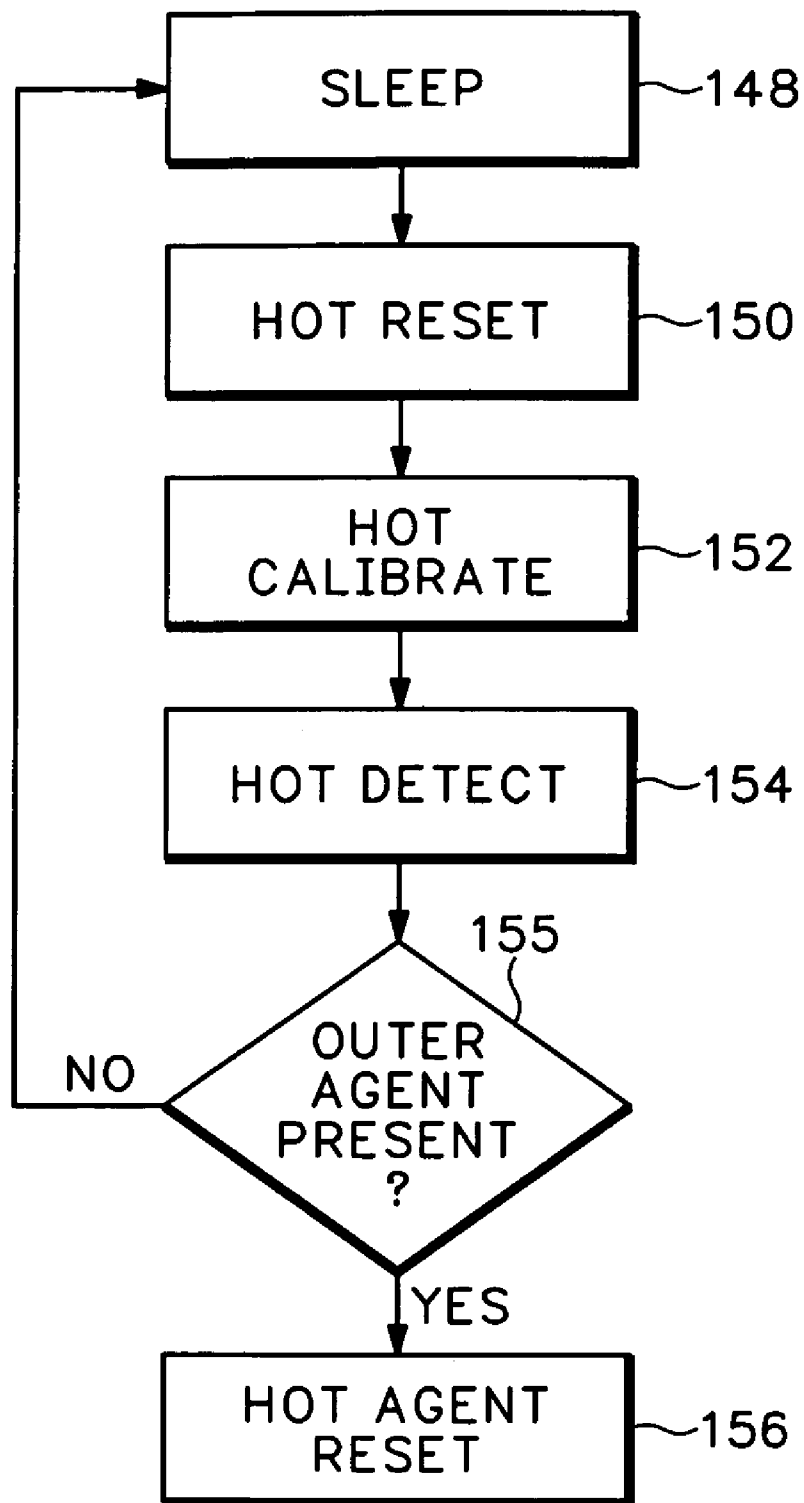 SLEEP
148
HOT RESET
150
HOT
CALIBRATE
152
HOT DETECT
154
155
OUTER
AGENT
PRESENT
?
NO
YES
HOT AGENT
RESET
156